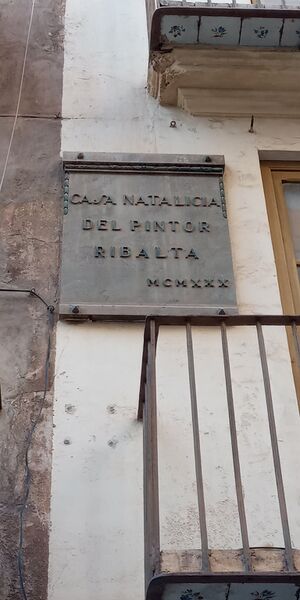 CASA NATALICIA
DEL PINTOR
RIBALTA
MCMXXX